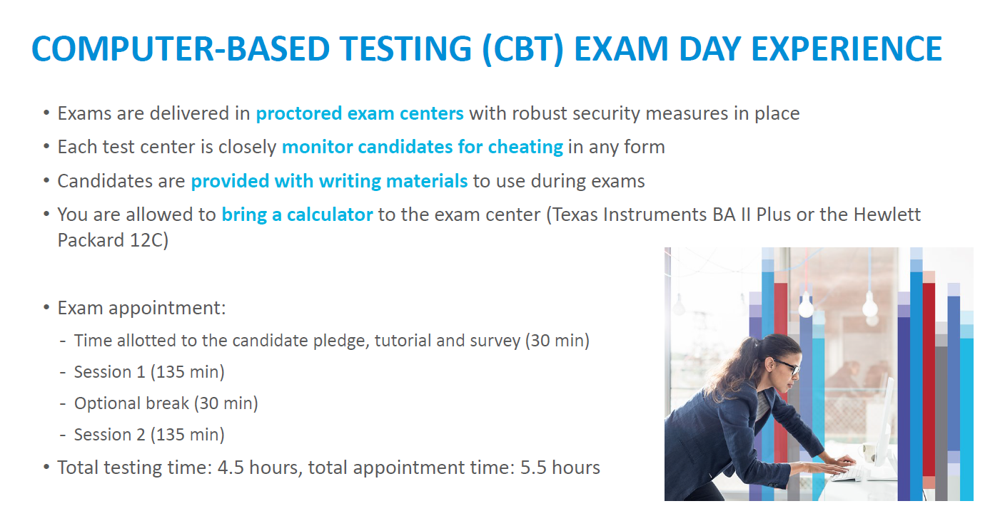 COMPUTER-BASED TESTING (CBT) EXAM DAY EXPERIENCE
• Exams are delivered in proctored exam centers with robust security measures in place
• Each test center is closely monitor candidates for cheating in any form
• Candidates are provided with writing materials to use during exams
• You are allowed to bring a calculator to the exam center (Texas Instruments BA II Plus or the Hewlett
Packard 12C)
• Exam appointment:
- Time allotted to the candidate pledge, tutorial and survey (30 min)
- Session 1 (135 min)
- Optional break (30 min)
- Session 2 (135 min)
• Total testing time: 4.5 hours, total appointment time: 5.5 hours